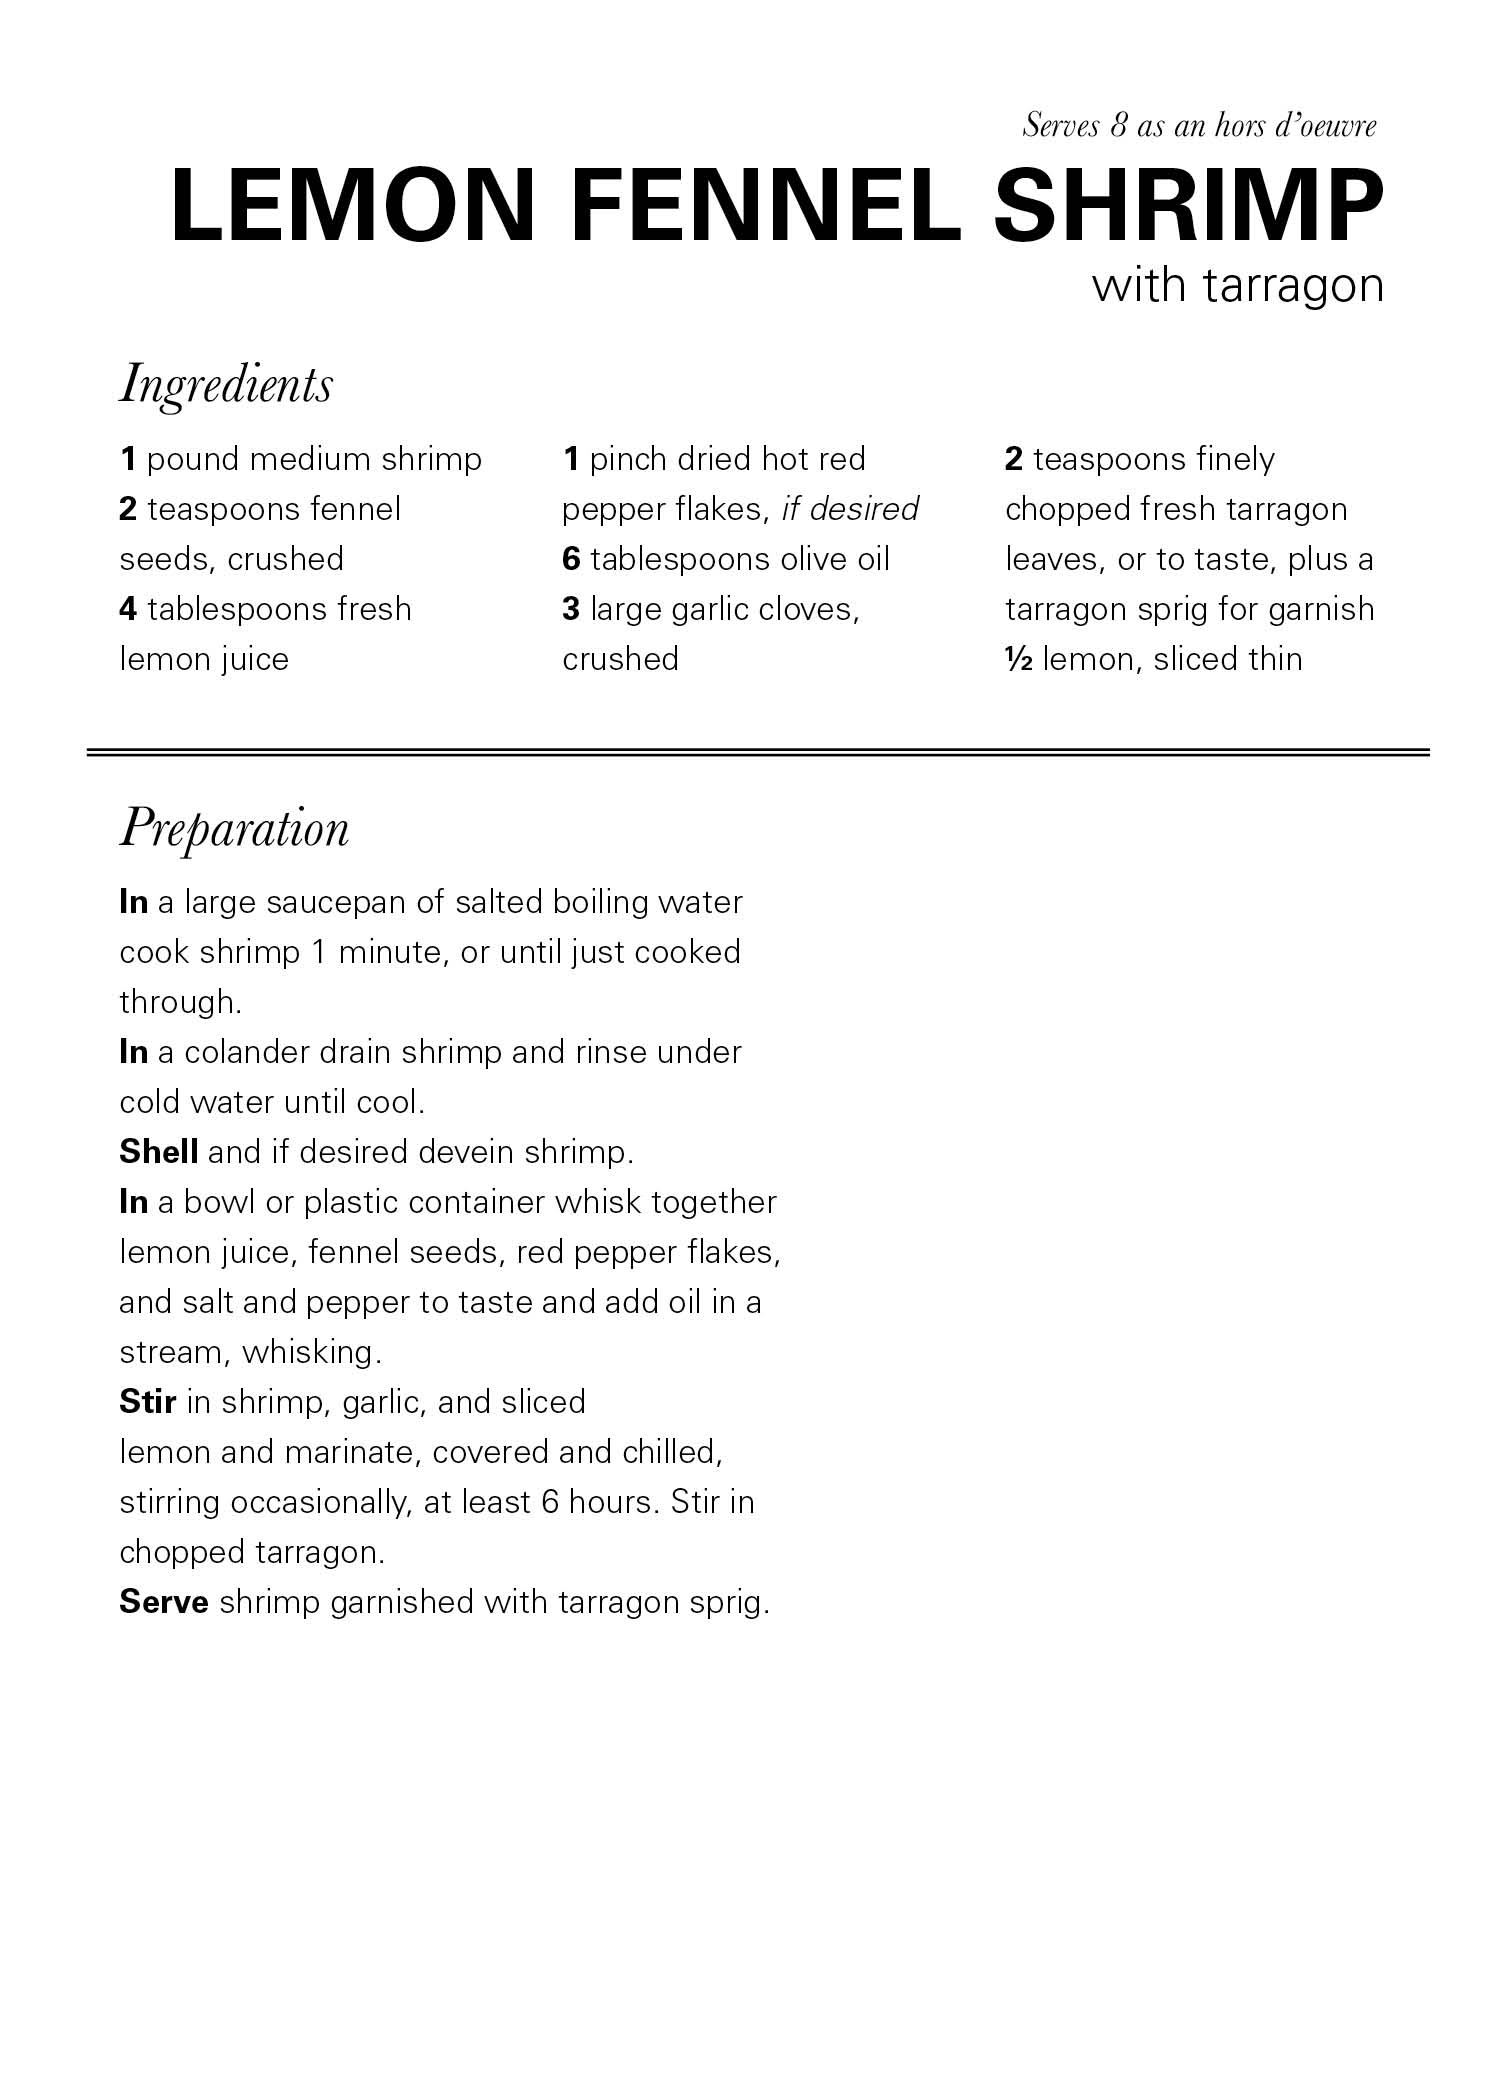 Serves 8 as an hors d’oeuvre
LEMON FENNEL SHRIMP
with tarragon
Ingredients
1 pound medium shrimp
2 teaspoons fennel
seeds, crushed
4 tablespoons fresh
lemon juice
1 pinch dried hot red
pepper flakes, if desired
6 tablespoons olive oil
3 large garlic cloves,
crushed
2 teaspoons finely
chopped fresh tarragon
leaves, or to taste, plus a
tarragon sprig for garnish
½ lemon, sliced thin
Preparation
In a large saucepan of salted boiling water
cook shrimp 1 minute, or until just cooked
through.
In a colander drain shrimp and rinse under
cold water until cool.
Shell and if desired devein shrimp.
In a bowl or plastic container whisk together
lemon juice, fennel seeds, red pepper flakes,
and salt and pepper to taste and add oil in a
stream, whisking.
Stir in shrimp, garlic, and sliced
lemon and marinate, covered and chilled,
stirring occasionally, at least 6 hours. Stir in
chopped tarragon.
Serve shrimp garnished with tarragon sprig.